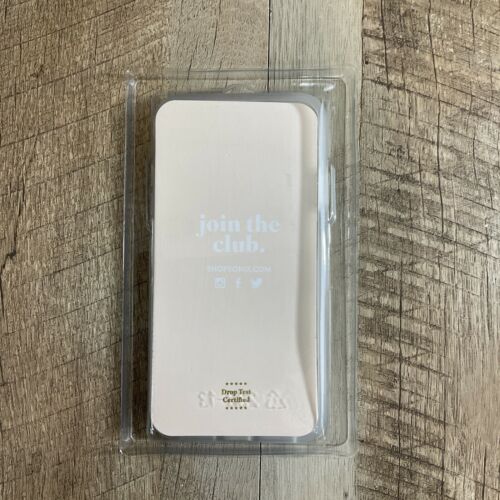 join the
club.
SHOPSONIX.COM
Drop Test
Certified